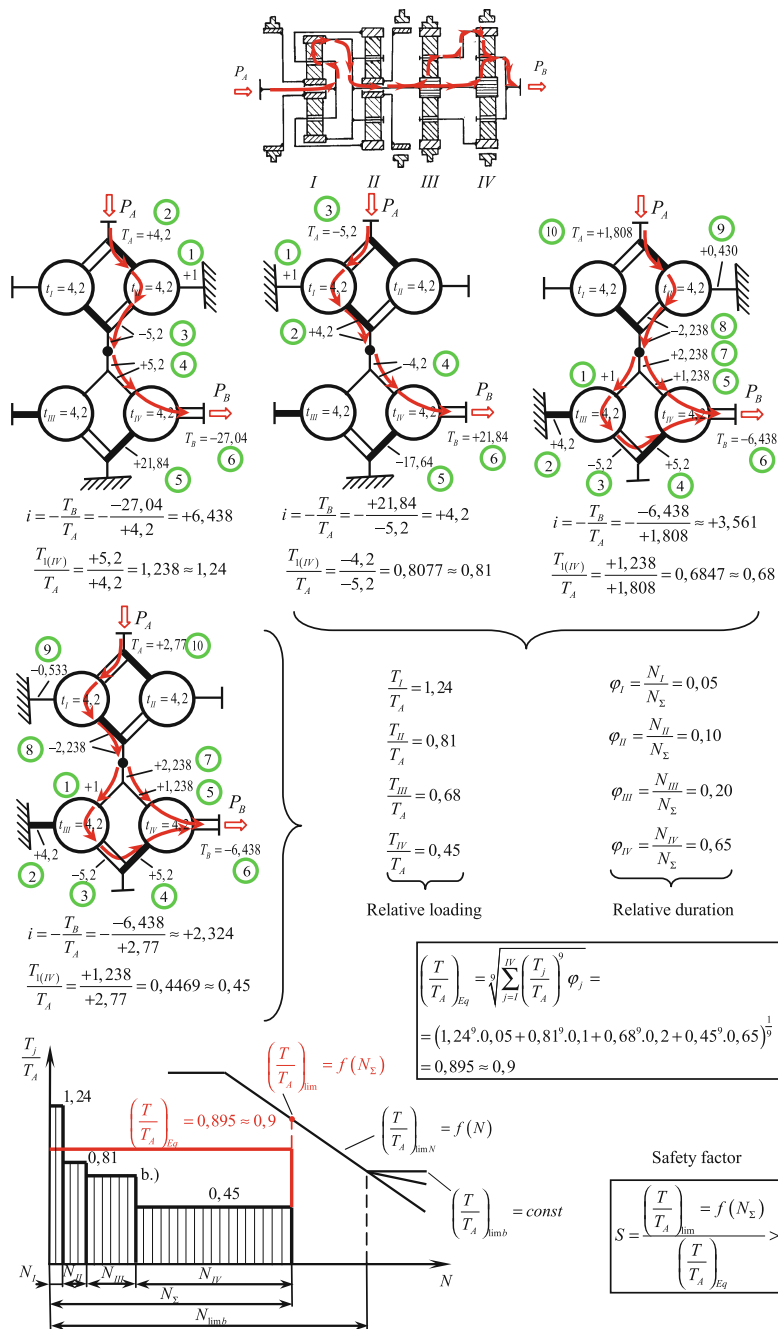 P_A
P_B
I II III IV
P_A
② T_A = +4,2
① +1
t_I = 4,2
t_II = 4,2
−5,2 ③
+5,2 ④
t_III = 4,2
t_IV = 4,2
P_B
T_B = −27,04
⑥
+21,84
⑤
i = −T_B/T_A = −(−27,04)/(+4,2) = +6,438
T_1(IV)/T_A = +5,2/+4,2 = 1,238 ≈ 1,24
③ P_A
T_A = −5,2
① +1
t_I = 4,2
t_II = 4,2
② +4,2
−4,2 ④
t_III = 4,2
t_IV = 4,2
P_B
T_B = +21,84
⑥
−17,64
⑤
i = −T_B/T_A = −(+21,84)/(−5,2) = +4,2
T_1(IV)/T_A = −4,2/−5,2 = 0,8077 ≈ 0,81
P_A
⑩ T_A = +1,808
⑨ +0,430
t_I = 4,2
t_II = 4,2
−2,238 ⑧
+2,238 ⑦
① +1
+1,238 ⑤
t_III = 4,2
t_IV = 4,2
P_B
+4,2
②
T_B = −6,438
⑥
−5,2
③
+5,2
④
i = −T_B/T_A = −(−6,438)/(+1,808) ≈ +3,561
T_1(IV)/T_A = +1,238/+1,808 = 0,6847 ≈ 0,68
P_A
⑨ T_A = +2,77 ⑩
−0,533
t_I = 4,2
t_II = 4,2
⑧ −2,238
+2,238 ⑦
① +1
+1,238 ⑤
t_III = 4,2
t_IV = 4,2
P_B
+4,2
②
T_B = −6,438
⑥
−5,2
③
+5,2
④
i = −T_B/T_A = −(−6,438)/(+2,77) ≈ +2,324
T_1(IV)/T_A = +1,238/+2,77 = 0,4469 ≈ 0,45
T_I/T_A = 1,24
T_II/T_A = 0,81
T_III/T_A = 0,68
T_IV/T_A = 0,45
Relative loading
φ_I = N_I/N_Σ = 0,05
φ_II = N_II/N_Σ = 0,10
φ_III = N_III/N_Σ = 0,20
φ_IV = N_IV/N_Σ = 0,65
Relative duration
(T/T_A)_Eq = ⁹√(∑_{j=I}^{IV} (T_j/T_A)^9 φ_j) =
= (1,24^9.0,05 + 0,81^9.0,1 + 0,68^9.0,2 + 0,45^9.0,65)^(1/9)
= 0,895 ≈ 0,9
T_j/T_A
1,24
(T/T_A)_Eq = 0,895 ≈ 0,9
(T/T_A)_lim = f(N_Σ)
(T/T_A)_limN = f(N)
(T/T_A)_limb = const
0,81
b.)
0,45
N_I N_II N_III N_IV
N
N_Σ
N_limb
Safety factor
S = (T/T_A)_lim = f(N_Σ) / (T/T_A)_Eq >